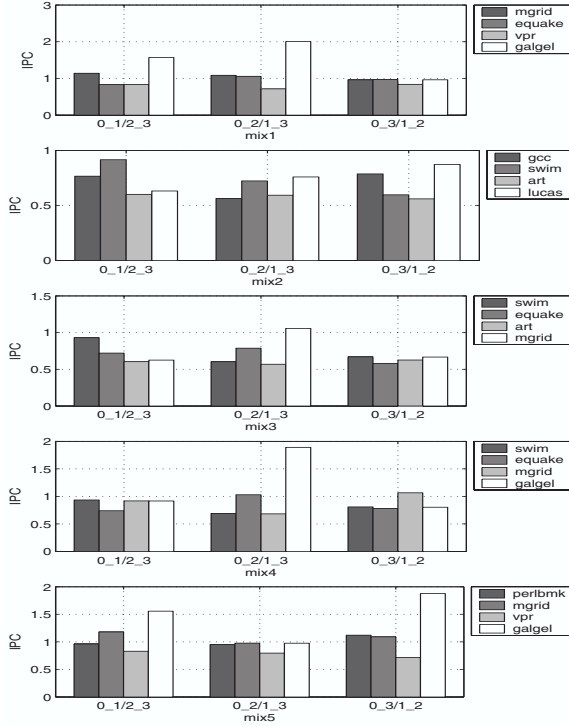 3
2
1
0
IPC
0_1/2_3
0_2/1_3
0_3/1_2
mix1
mgrid
equake
vpr
galgel
1
0.5
0
IPC
0_1/2_3
0_2/1_3
0_3/1_2
mix2
gcc
swim
art
lucas
1.5
1
0.5
0
IPC
0_1/2_3
0_2/1_3
0_3/1_2
mix3
swim
equake
art
mgrid
2
1.5
1
0.5
0
IPC
0_1/2_3
0_2/1_3
0_3/1_2
mix4
swim
equake
mgrid
galgel
2
1.5
1
0.5
0
IPC
0_1/2_3
0_2/1_3
0_3/1_2
mix5
perlbmk
mgrid
vpr
galgel